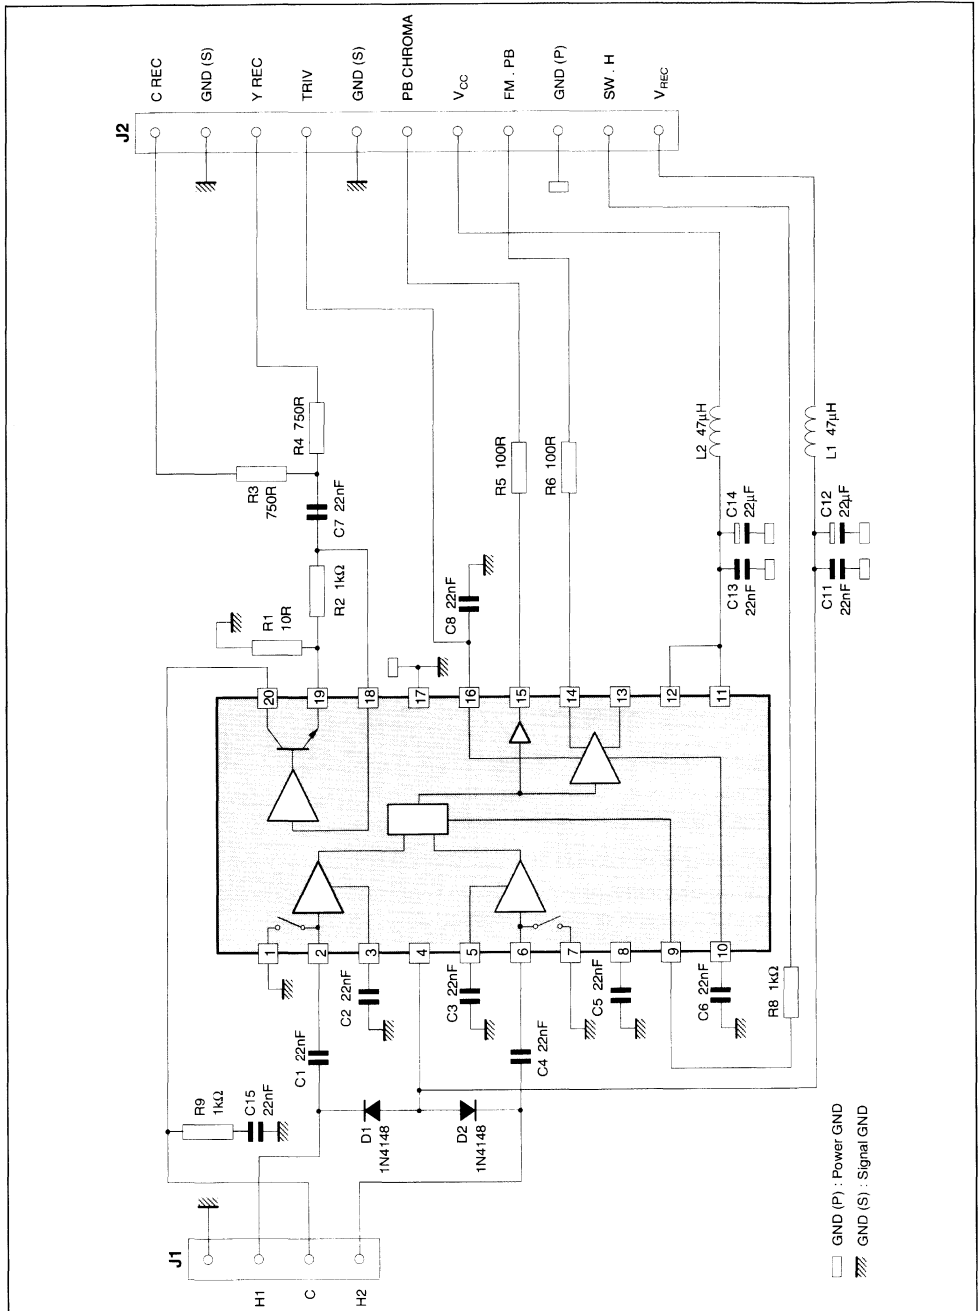 J2
C REC
GND (S)
Y REC
TRIV
GND (S)
PB CHROMA
VCC
FM . PB
GND (P)
SW . H
VREC
R3
750R
R4 750R
C7 22nF
R2 1kΩ
R1
10R
C8 22nF
R5 100R
R6 100R
L2 47µH
L1 47µH
C14
22µF
C12
22µF
C13
22nF
C11
22nF
20
19
18
17
16
15
14
13
12
11
1
2
3
4
5
6
7
8
9
10
C2 22nF
C3 22nF
C5 22nF
C6 22nF
R8 1kΩ
C1 22nF
C4 22nF
R9
1kΩ
C15
22nF
D1
1N4148
D2
1N4148
J1
H1
C
H2
GND (P) : Power GND
GND (S) : Signal GND